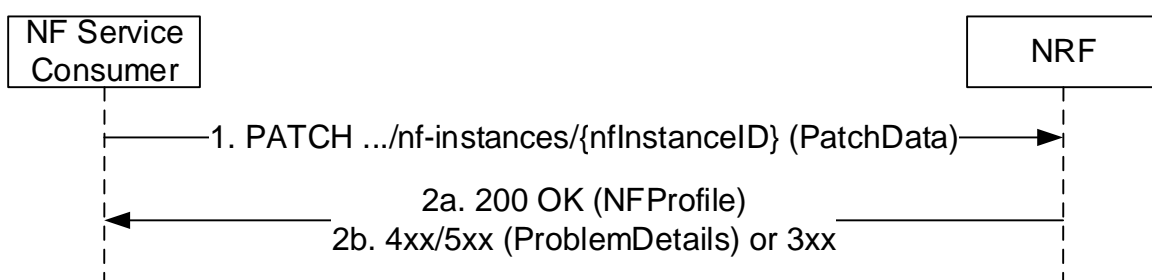 NF Service
Consumer
NRF
1. PATCH .../nf-instances/{nfInstanceID} (PatchData)
2a. 200 OK (NFProfile)
2b. 4xx/5xx (ProblemDetails) or 3xx